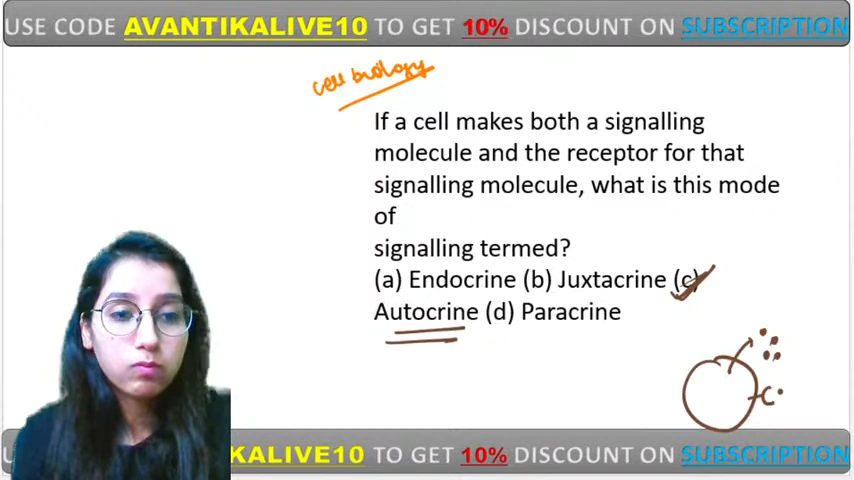 USE CODE AVANTIKALIVE10 TO GET 10% DISCOUNT ON SUBSCRIPTION
cell biology
If a cell makes both a signalling
molecule and the receptor for that
signalling molecule, what is this mode
of
signalling termed?
(a) Endocrine (b) Juxtacrine (c)
Autocrine (d) Paracrine
U KALIVE10 TO GET 10% DISCOUNT ON SUBSCRIPTION